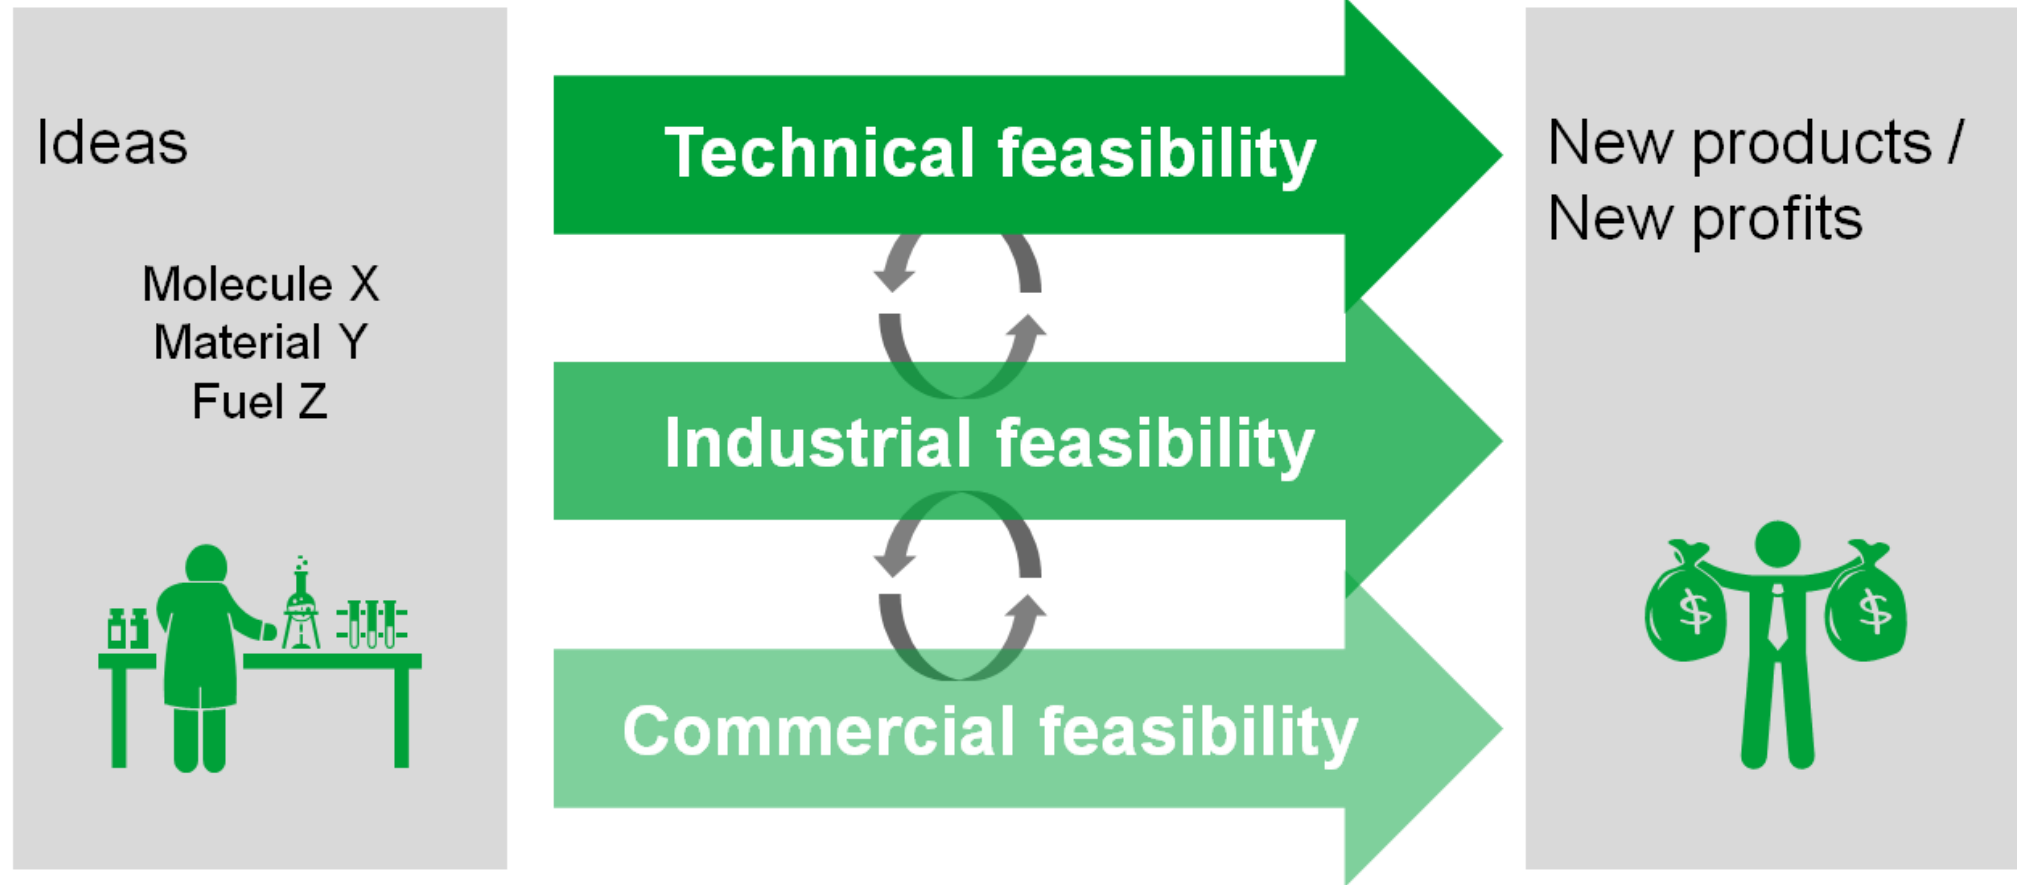 Ideas
Molecule X
Material Y
Fuel Z
Technical feasibility
Industrial feasibility
Commercial feasibility
New products /
New profits
$
$